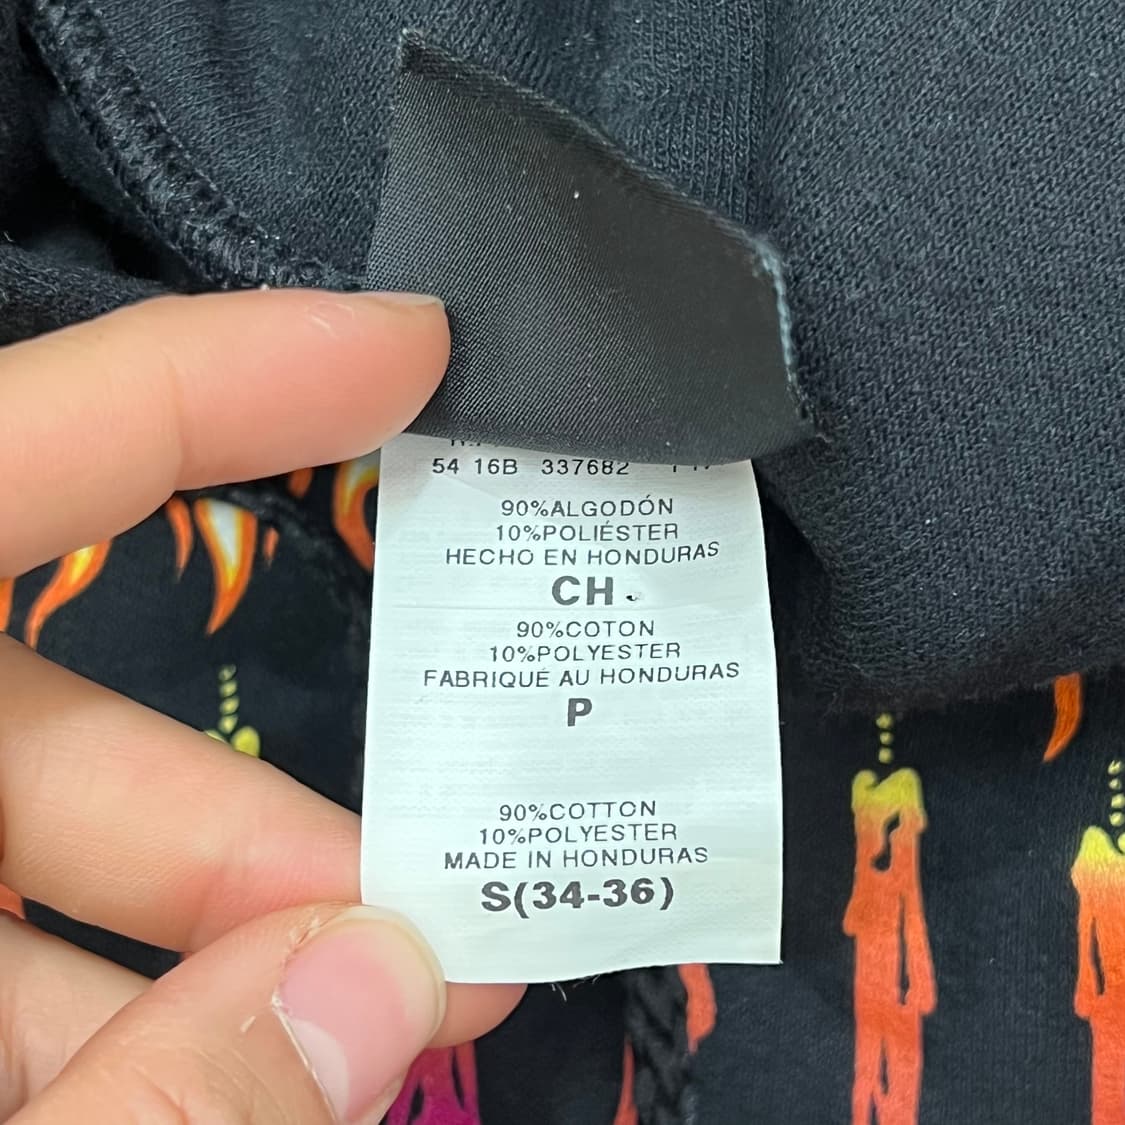 54 16B 337682
90%ALGODÓN
10%POLIÉSTER
HECHO EN HONDURAS
CH
90%COTON
10%POLYESTER
FABRIQUÉ AU HONDURAS
P
90%COTTON
10%POLYESTER
MADE IN HONDURAS
S(34-36)